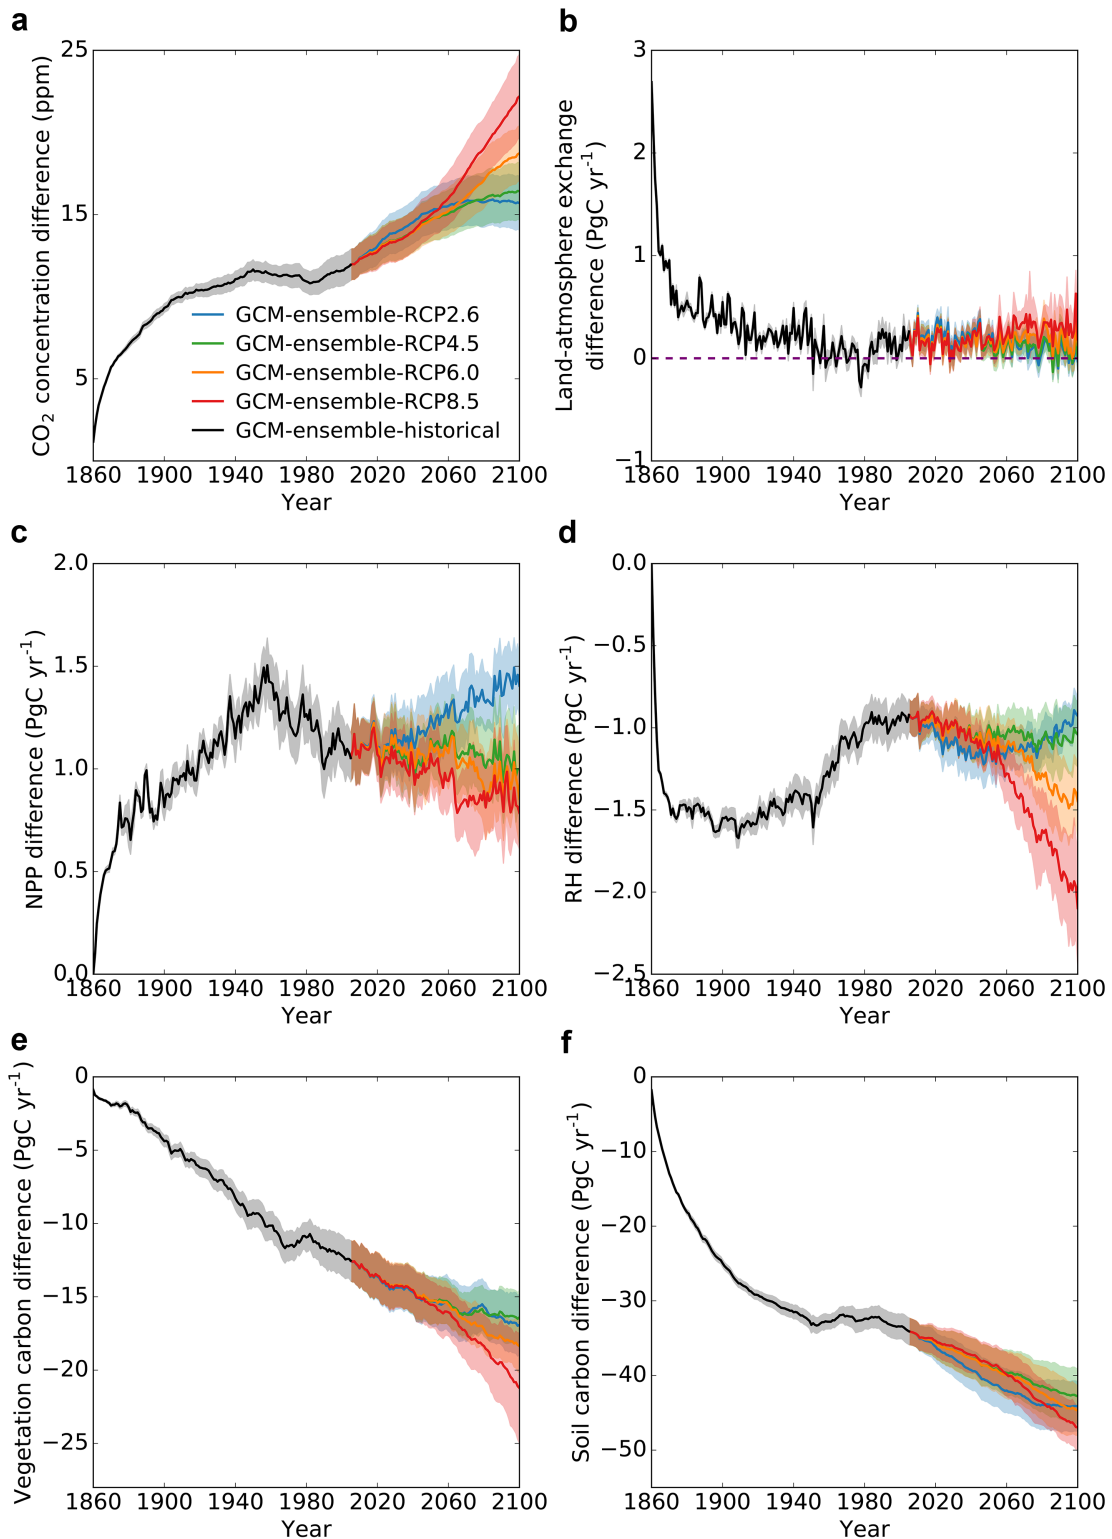 a
CO2 concentration difference (ppm)
25
15
5
GCM-ensemble-RCP2.6
GCM-ensemble-RCP4.5
GCM-ensemble-RCP6.0
GCM-ensemble-RCP8.5
GCM-ensemble-historical
1860 1900 1940 1980 2020 2060 2100
Year
b
Land-atmosphere exchange
difference (PgC yr-1)
3
2
1
0
−1
1860 1900 1940 1980 2020 2060 2100
Year
c
NPP difference (PgC yr-1)
2.0
1.5
1.0
0.5
0.0
1860 1900 1940 1980 2020 2060 2100
Year
d
RH difference (PgC yr-1)
0.0
−0.5
−1.0
−1.5
−2.0
−2.5
1860 1900 1940 1980 2020 2060 2100
Year
e
Vegetation carbon difference (PgC yr-1)
0
−5
−10
−15
−20
−25
1860 1900 1940 1980 2020 2060 2100
Year
f
Soil carbon difference (PgC yr-1)
0
−10
−20
−30
−40
−50
1860 1900 1940 1980 2020 2060 2100
Year